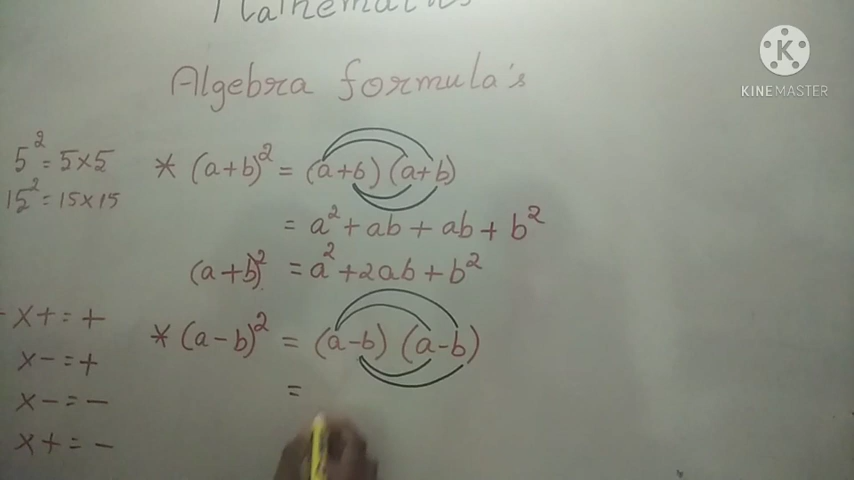 Mathematics
Algebra formula's
K
KINEMASTER
5² = 5×5
15² = 15×15
* (a+b)² = (a+b) (a+b)
= a² + ab + ab + b²
(a+b)² = a² + 2ab + b²
× + = +
× - = +
× - = -
× + = -
* (a-b)² = (a-b) (a-b)
=